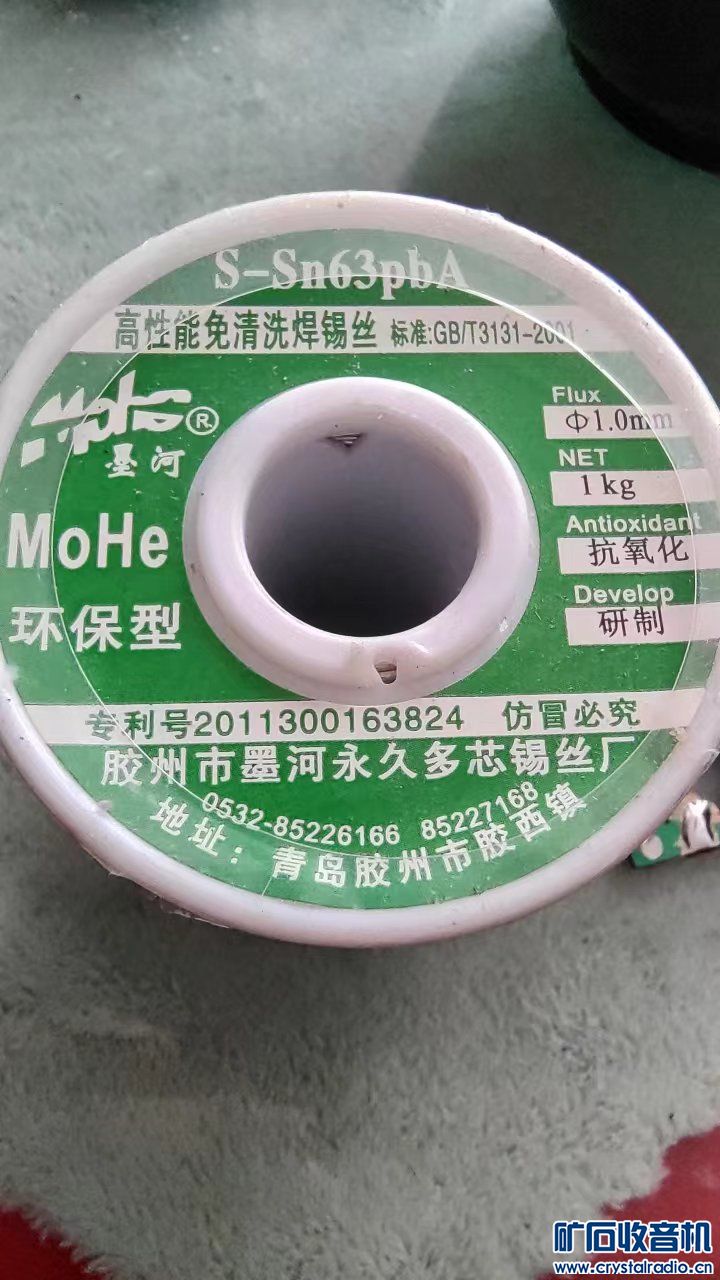 S-Sn63pbA
高性能免清洗焊锡丝 标准:GB/T3131-2001
®
墨河
MoHe
环保型
Flux
Φ1.0mm
NET
1kg
Antioxidant
抗氧化
Develop
研制
专利号2011300163824 仿冒必究
胶州市墨河永久多芯锡丝厂
0532-85226166 85227168
地址：青岛胶州市胶西镇
矿石收音机
www.crystalradio.cn